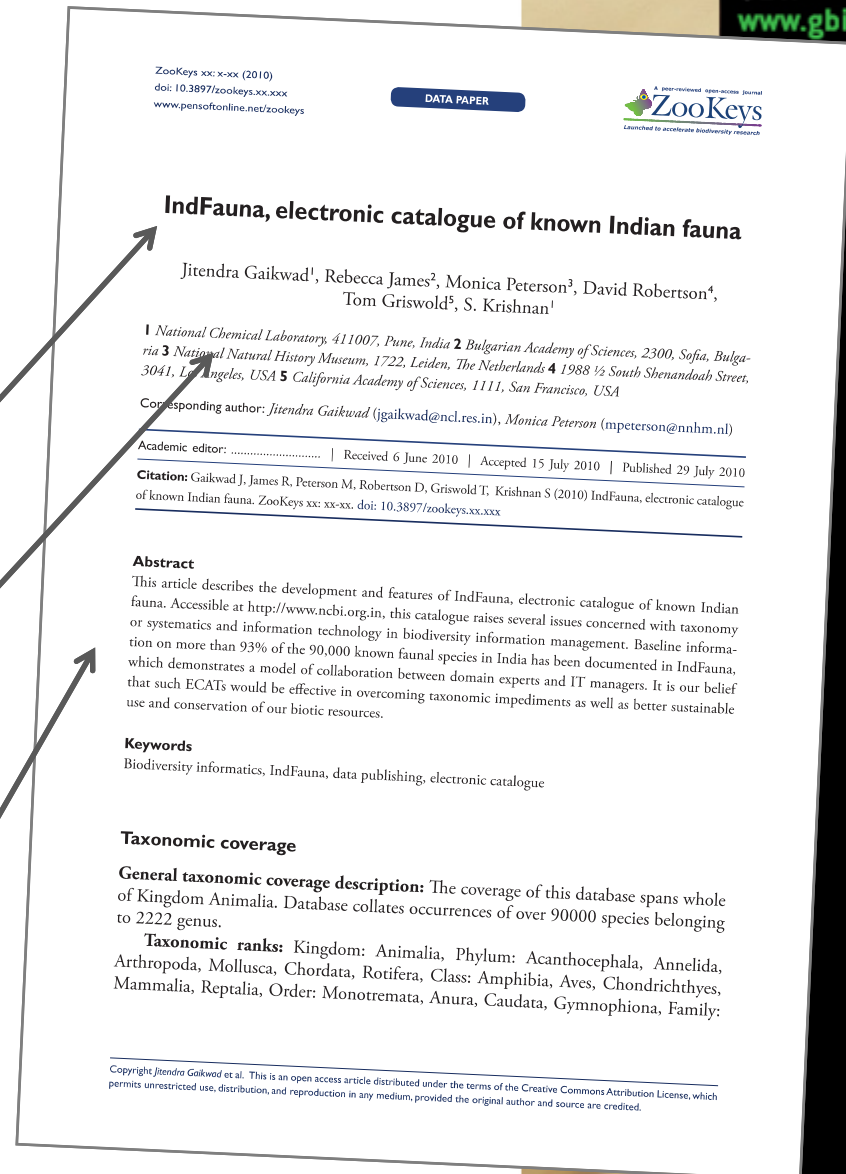 www.gbi
ZooKeys xx: x-xx (2010)
doi: 10.3897/zookeys.xx.xxx
www.pensoftonline.net/zookeys
DATA PAPER
A peer-reviewed open-access journal
ZooKeys
Launched to accelerate biodiversity research
IndFauna, electronic catalogue of known Indian fauna
Jitendra Gaikwad¹, Rebecca James², Monica Peterson³, David Robertson⁴,
Tom Griswold⁵, S. Krishnan¹
1 National Chemical Laboratory, 411007, Pune, India 2 Bulgarian Academy of Sciences, 2300, Sofia, Bulga-
ria 3 National Natural History Museum, 1722, Leiden, The Netherlands 4 1988 ½ South Shenandoah Street,
3041, Los Angeles, USA 5 California Academy of Sciences, 1111, San Francisco, USA
Corresponding author: Jitendra Gaikwad (jgaikwad@ncl.res.in), Monica Peterson (mpeterson@nnhm.nl)
Academic editor: ............................ | Received 6 June 2010 | Accepted 15 July 2010 | Published 29 July 2010
Citation: Gaikwad J, James R, Peterson M, Robertson D, Griswold T, Krishnan S (2010) IndFauna, electronic catalogue
of known Indian fauna. ZooKeys xx: xx-xx. doi: 10.3897/zookeys.xx.xxx
Abstract
This article describes the development and features of IndFauna, electronic catalogue of known Indian
fauna. Accessible at http://www.ncbi.org.in, this catalogue raises several issues concerned with taxonomy
or systematics and information technology in biodiversity information management. Baseline informa-
tion on more than 93% of the 90,000 known faunal species in India has been documented in IndFauna,
which demonstrates a model of collaboration between domain experts and IT managers. It is our belief
that such ECATs would be effective in overcoming taxonomic impediments as well as better sustainable
use and conservation of our biotic resources.
Keywords
Biodiversity informatics, IndFauna, data publishing, electronic catalogue
Taxonomic coverage
General taxonomic coverage description: The coverage of this database spans whole
of Kingdom Animalia. Database collates occurrences of over 90000 species belonging
to 2222 genus.
Taxonomic ranks: Kingdom: Animalia, Phylum: Acanthocephala, Annelida,
Arthropoda, Mollusca, Chordata, Rotifera, Class: Amphibia, Aves, Chondrichthyes,
Mammalia, Reptalia, Order: Monotremata, Anura, Caudata, Gymnophiona, Family:
Copyright Jitendra Gaikwad et al. This is an open access article distributed under the terms of the Creative Commons Attribution License, which
permits unrestricted use, distribution, and reproduction in any medium, provided the original author and source are credited.